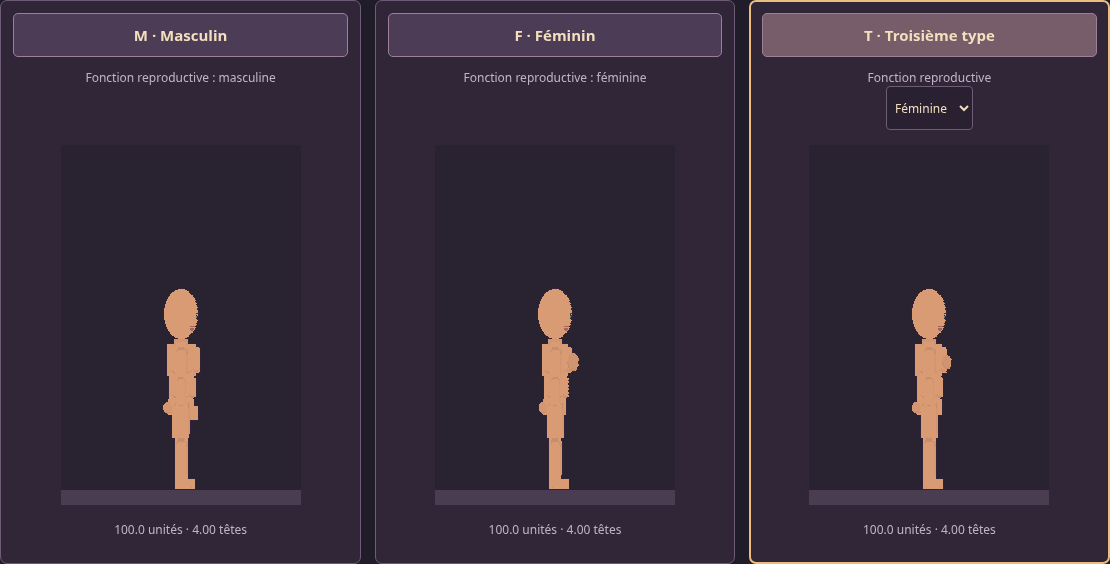 M · Masculin
Fonction reproductive : masculine
100.0 unités · 4.00 têtes
F · Féminin
Fonction reproductive : féminine
100.0 unités · 4.00 têtes
T · Troisième type
Fonction reproductive
Féminine
100.0 unités · 4.00 têtes